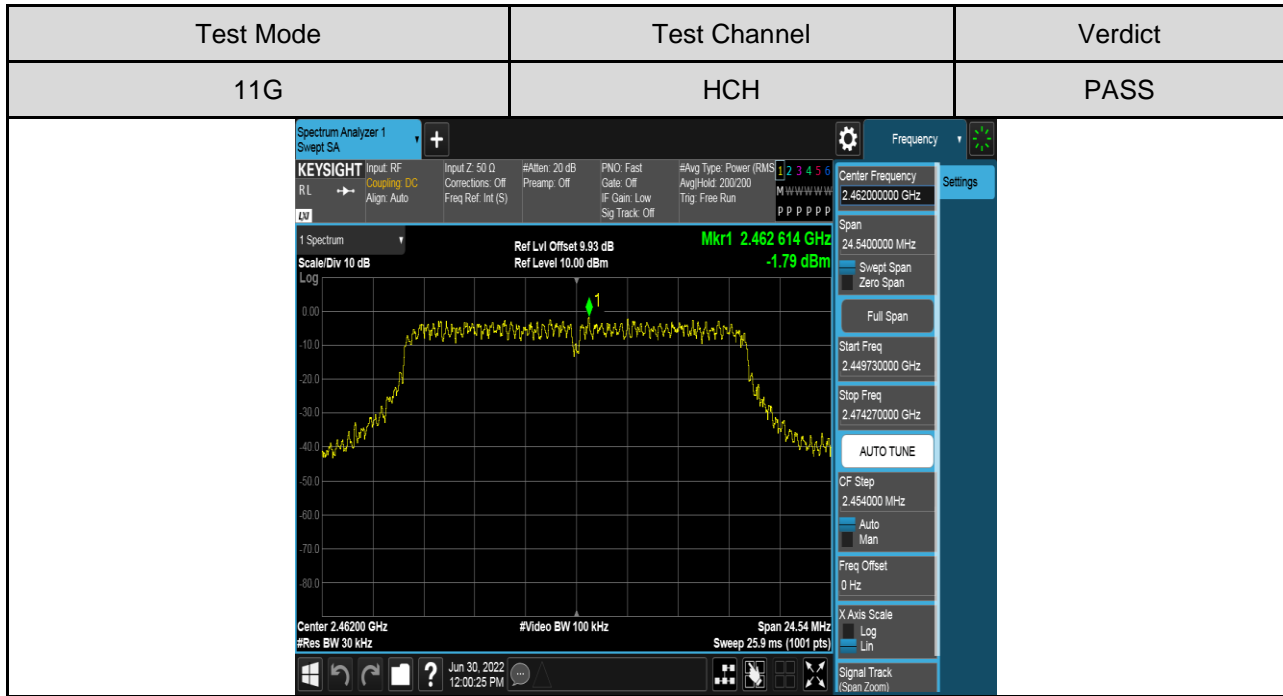 Test Mode Test Channel Verdict
11G HCH PASS
Spectrum Analyzer 1
Swept SA
+
Frequency
KEYSIGHT
RL
LXI
Input: RF
Coupling: DC
Align: Auto
Input Z: 50 Ω
Corrections: Off
Freq Ref: Int (S)
#Atten: 20 dB
Preamp: Off
PNO: Fast
Gate: Off
IF Gain: Low
Sig Track: Off
#Avg Type: Power (RMS
Avg|Hold: 200/200
Trig: Free Run
1 2 3 4 5 6
M W W W W W
P P P P P P
1 Spectrum
Scale/Div 10 dB
Log
Ref Lvl Offset 9.93 dB
Ref Level 10.00 dBm
Mkr1 2.462 614 GHz
-1.79 dBm
1
0.00
-10.0
-20.0
-30.0
-40.0
-50.0
-60.0
-70.0
-80.0
Center 2.46200 GHz
#Res BW 30 kHz
#Video BW 100 kHz
Span 24.54 MHz
Sweep 25.9 ms (1001 pts)
Center Frequency
2.462000000 GHz
Settings
Span
24.5400000 MHz
Swept Span
Zero Span
Full Span
Start Freq
2.449730000 GHz
Stop Freq
2.474270000 GHz
AUTO TUNE
CF Step
2.454000 MHz
Auto
Man
Freq Offset
0 Hz
X Axis Scale
Log
Lin
Signal Track
(Span Zoom)
?
Jun 30, 2022
12:00:25 PM